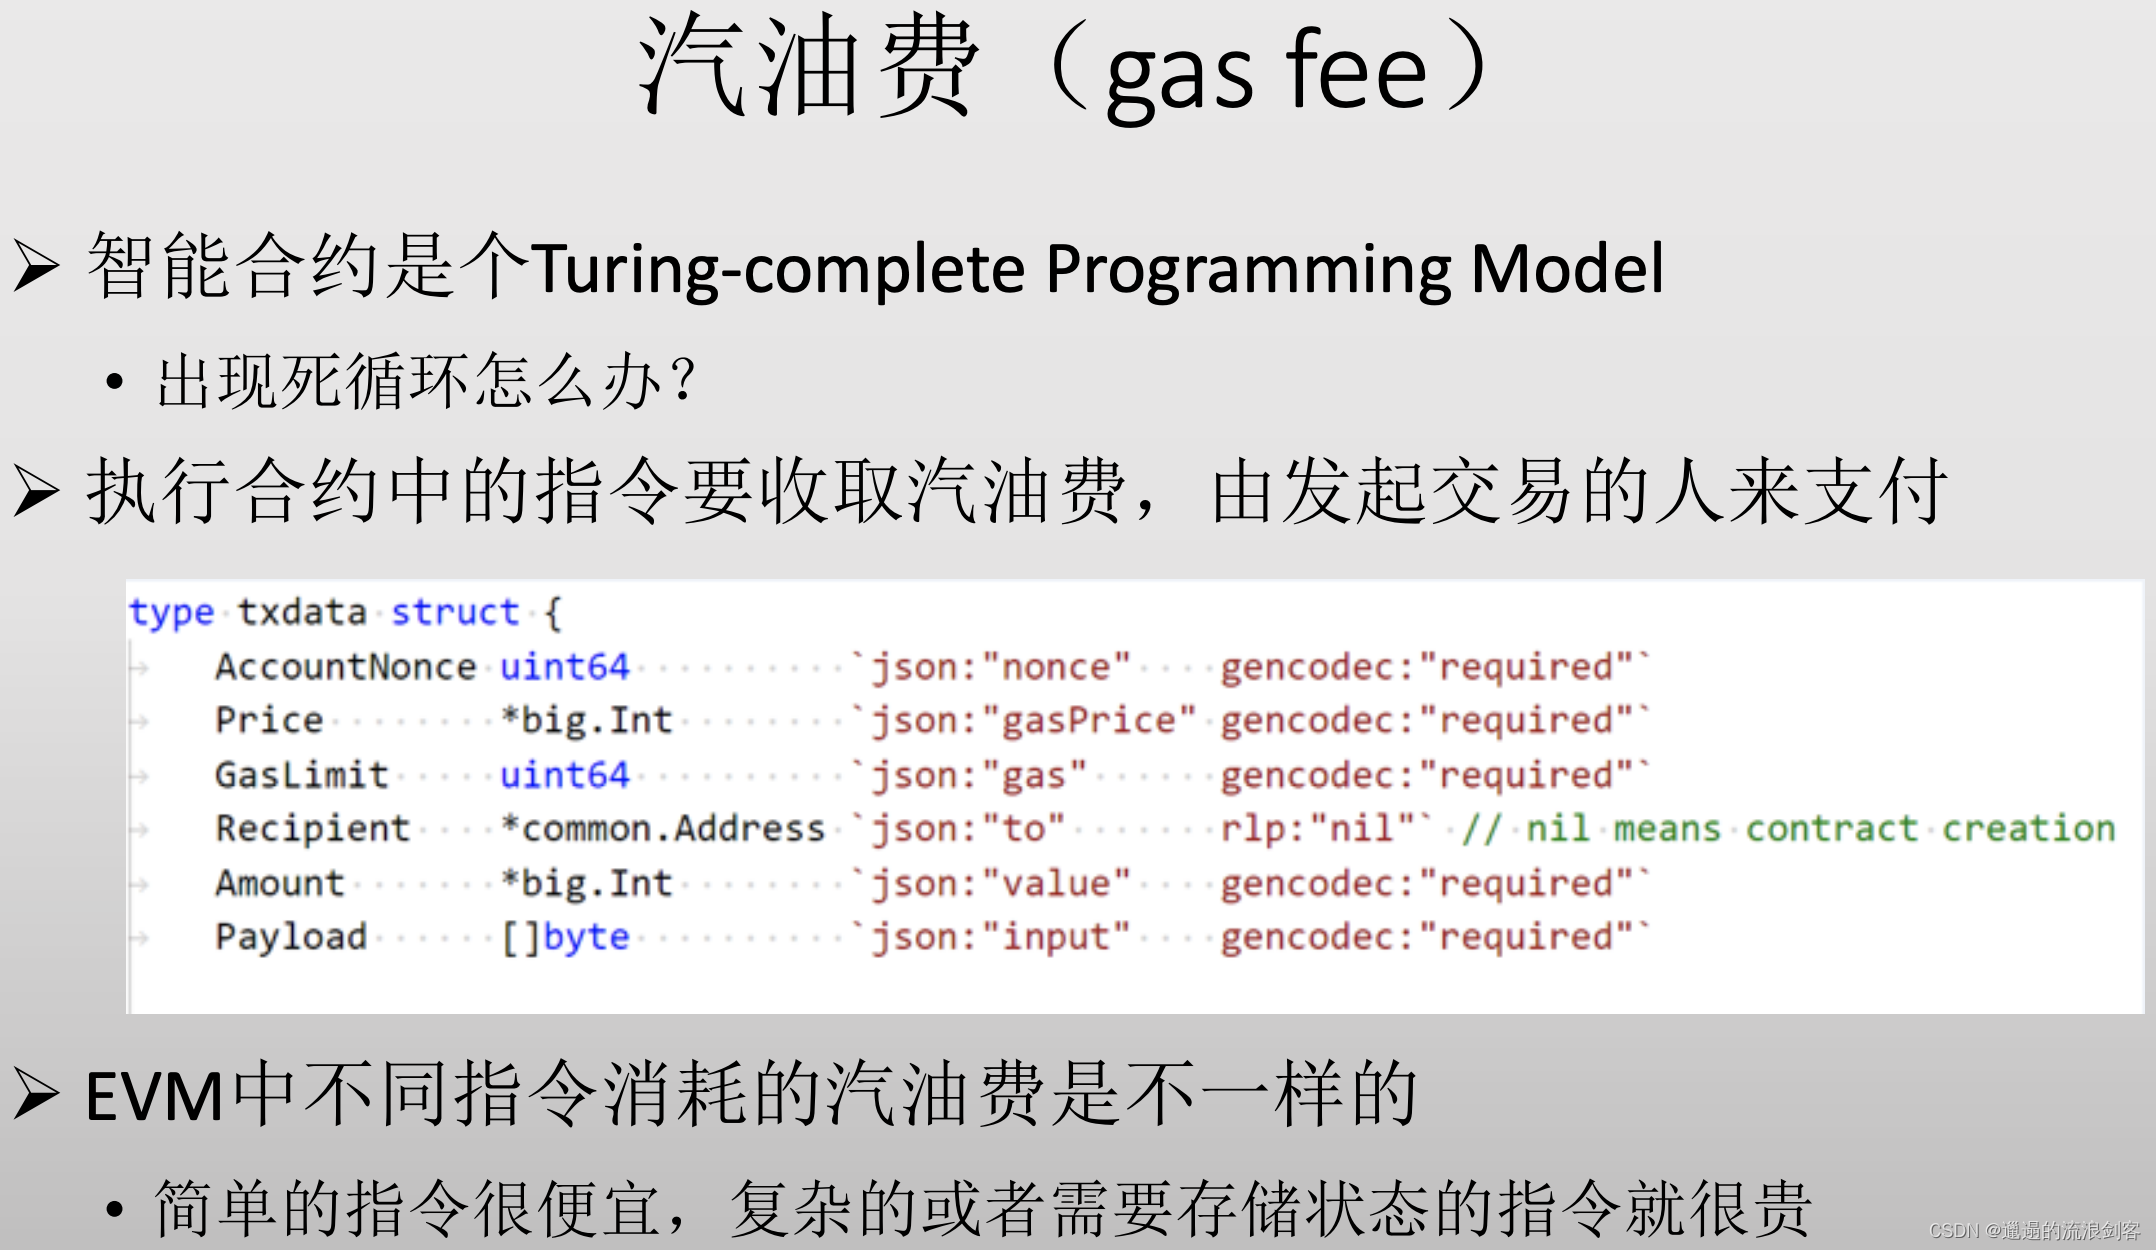 汽油费（gas fee）
➢ 智能合约是个Turing-complete Programming Model
• 出现死循环怎么办？
➢ 执行合约中的指令要收取汽油费，由发起交易的人来支付
type txdata struct {
AccountNonce uint64 `json:"nonce" gencodec:"required"`
Price *big.Int `json:"gasPrice" gencodec:"required"`
GasLimit uint64 `json:"gas" gencodec:"required"`
Recipient *common.Address `json:"to" rlp:"nil"` // nil means contract creation
Amount *big.Int `json:"value" gencodec:"required"`
Payload []byte `json:"input" gencodec:"required"`
➢ EVM中不同指令消耗的汽油费是不一样的
• 简单的指令很便宜，复杂的或者需要存储状态的指令就很贵
CSDN @邋遢的流浪剑客